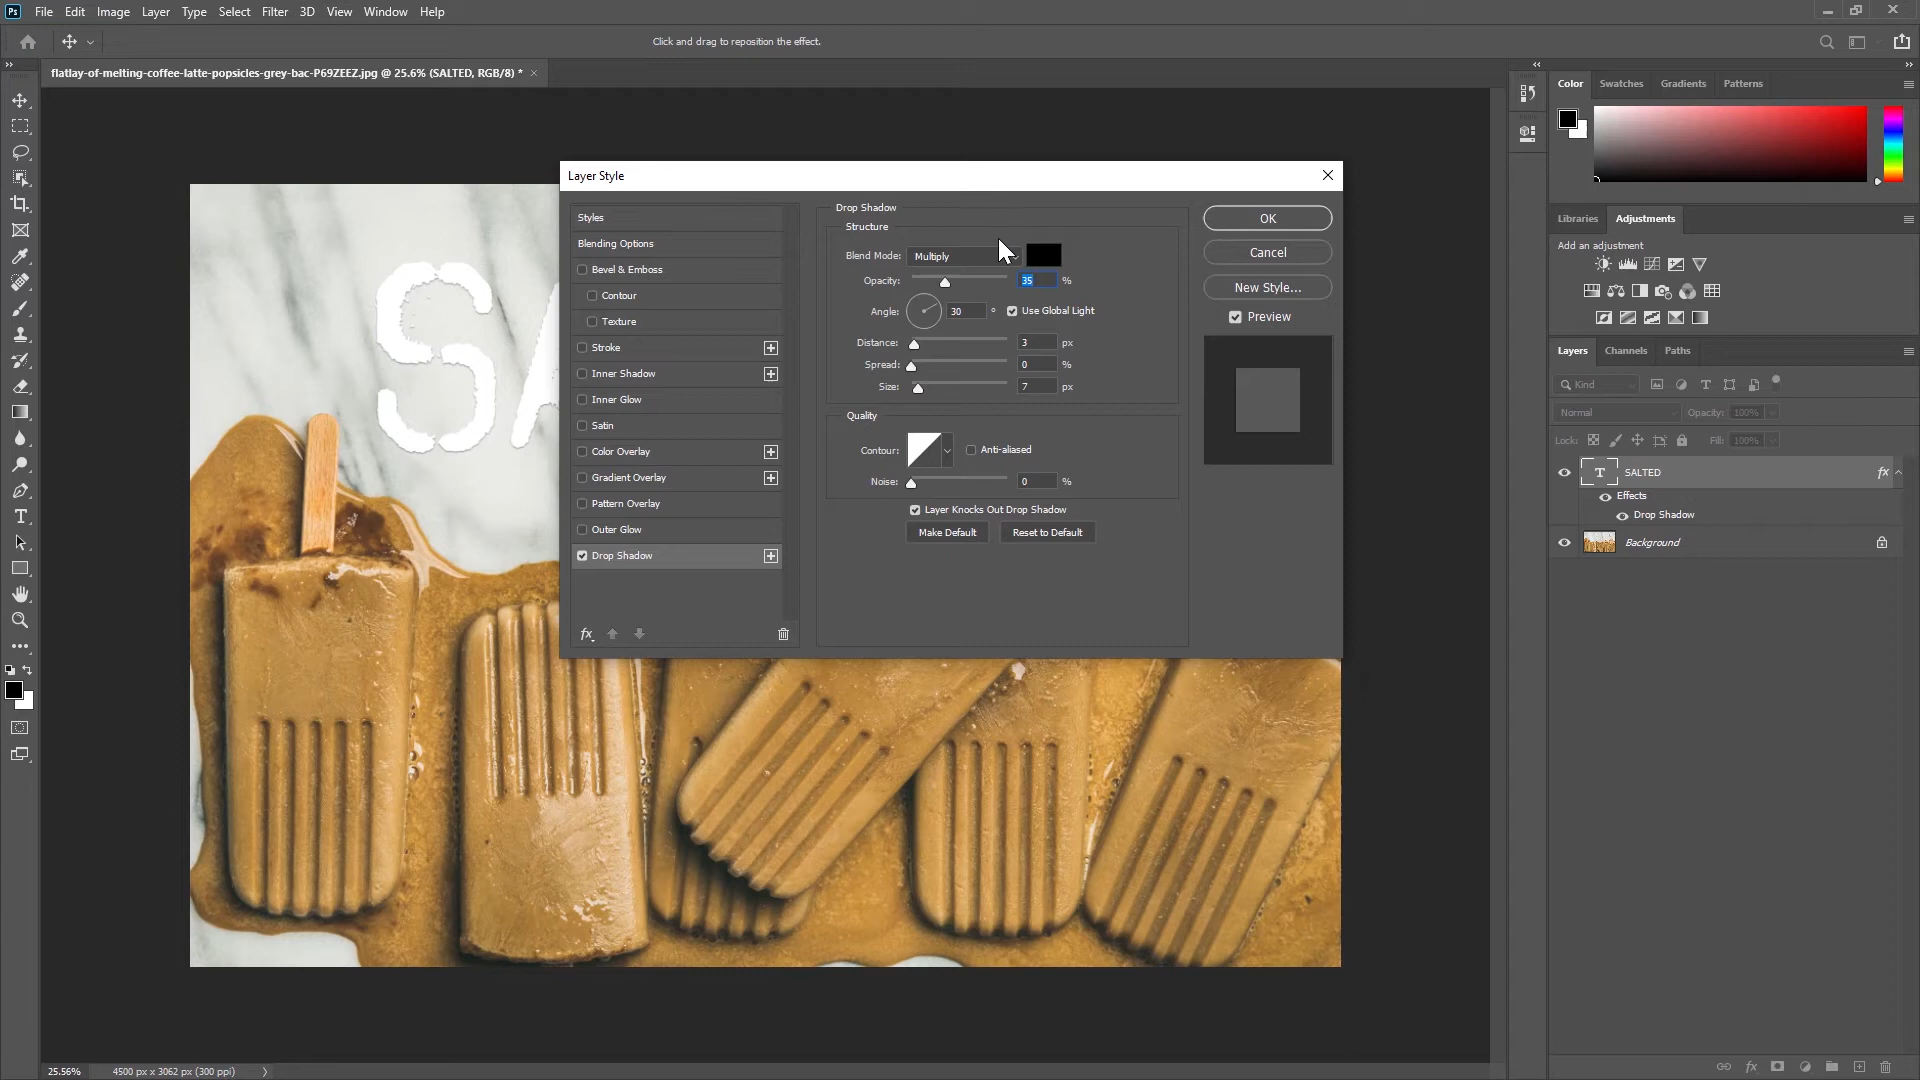 Ps File Edit Image Layer Type Select Filter 3D View Window Help
Click and drag to reposition the effect.
flatlay-of-melting-coffee-latte-popsicles-grey-bac-P69ZEEZ.jpg @ 25.6% (SALTED, RGB/8) *
SA
Layer Style
Styles
Blending Options
Bevel & Emboss
Contour
Texture
Stroke
Inner Shadow
Inner Glow
Satin
Color Overlay
Gradient Overlay
Pattern Overlay
Outer Glow
Drop Shadow
fx
Drop Shadow
Structure
Blend Mode: Multiply
Opacity: 35 %
Angle: 30 ° Use Global Light
Distance: 3 px
Spread: 0 %
Size: 7 px
Quality
Contour: Anti-aliased
Noise: 0 %
Layer Knocks Out Drop Shadow
Make Default Reset to Default
OK
Cancel
New Style...
Preview
Color Swatches Gradients Patterns
Libraries Adjustments
Add an adjustment
Layers Channels Paths
Kind
Normal Opacity: 100%
Lock: Fill: 100%
T SALTED fx
Effects
Drop Shadow
Background
fx
25.56% 4500 px x 3062 px (300 ppi)